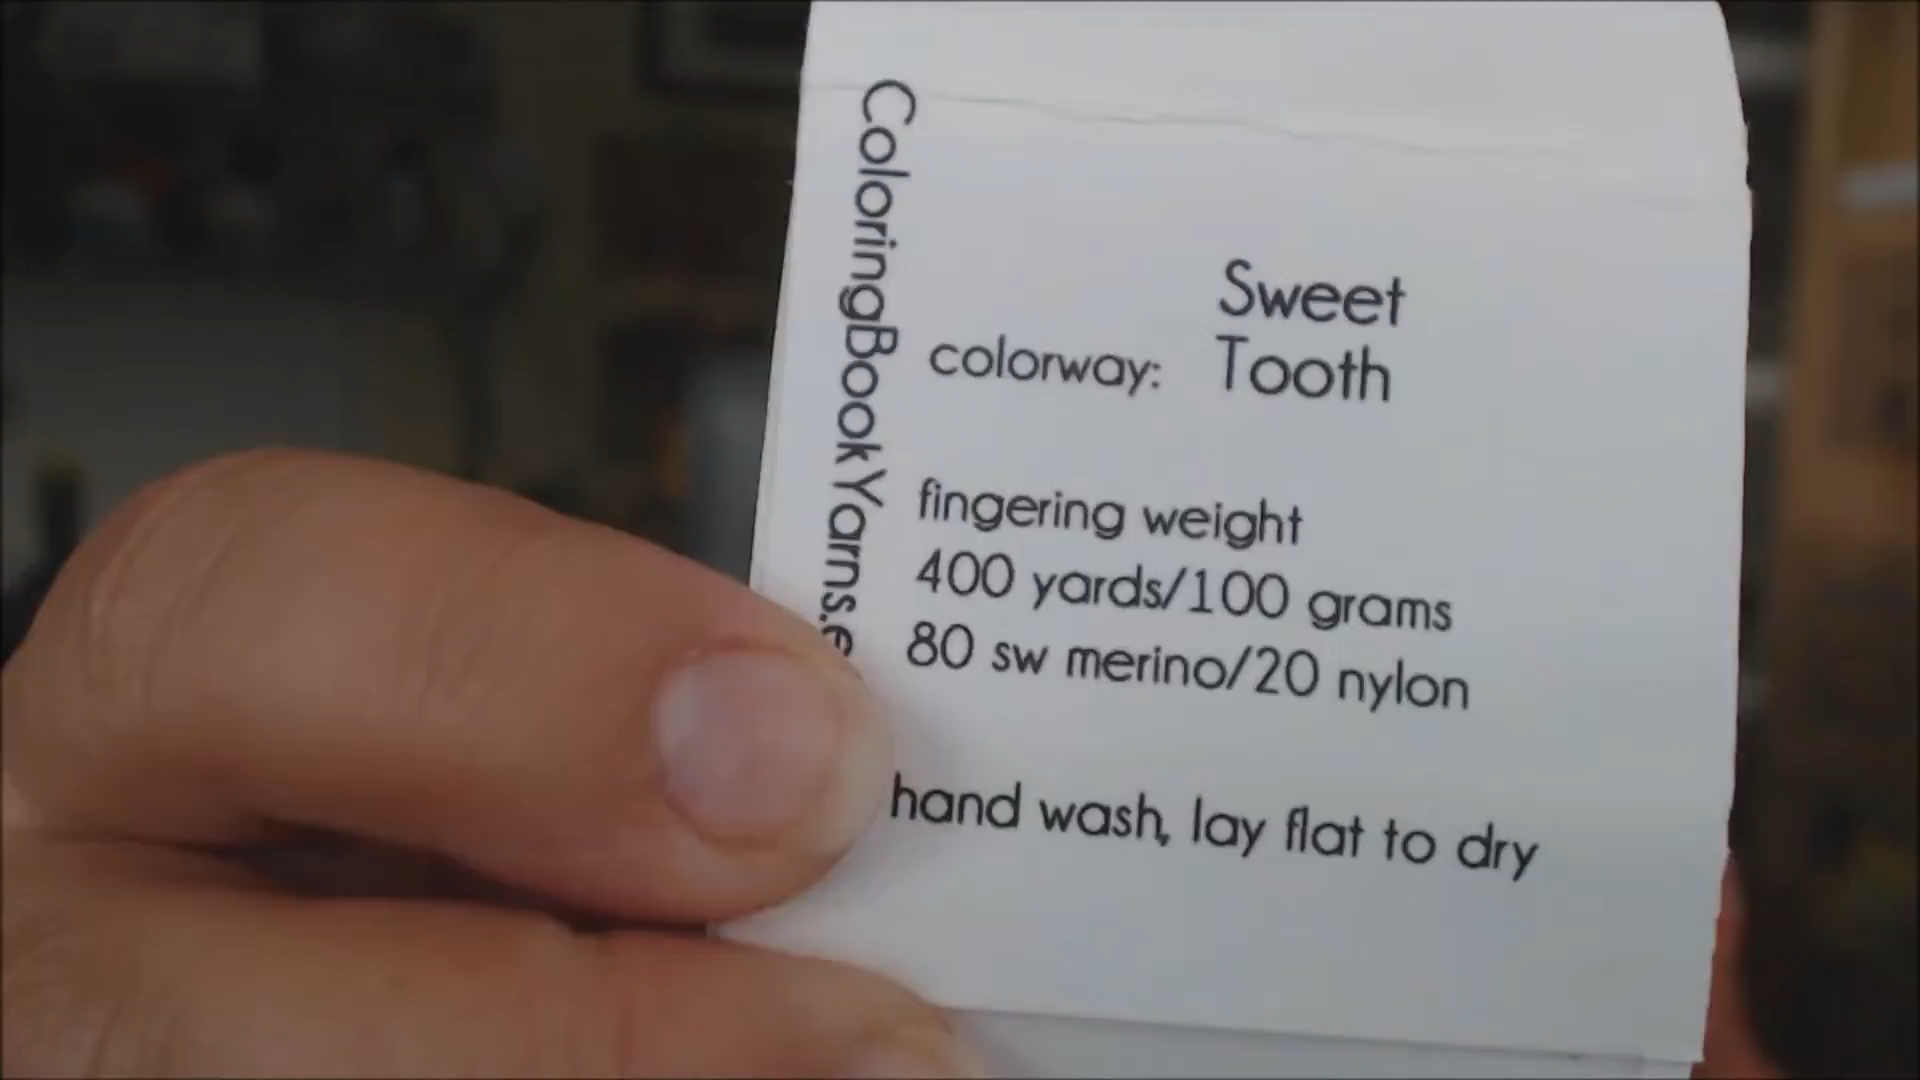 ColoringBookYarns.e
Sweet
colorway: Tooth
fingering weight
400 yards/100 grams
80 sw merino/20 nylon
hand wash, lay flat to dry